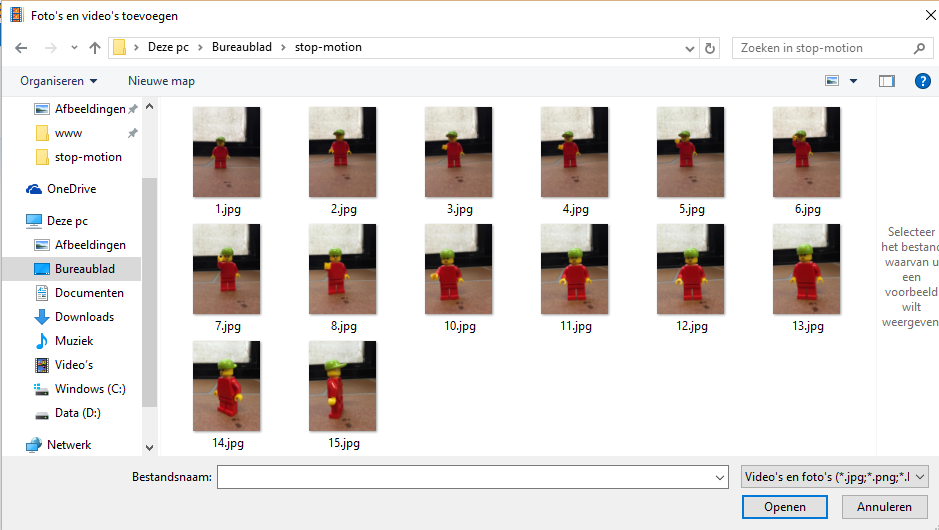 Foto's en video's toevoegen
Deze pc
Bureaublad
stop-motion
Zoeken in stop-motion
Organiseren
Nieuwe map
?
Afbeeldingen
www
stop-motion
OneDrive
Deze pc
Afbeeldingen
Bureaublad
Documenten
Downloads
Muziek
Video's
Windows (C:)
Data (D:)
Netwerk
1.jpg
2.jpg
3.jpg
4.jpg
5.jpg
6.jpg
7.jpg
8.jpg
10.jpg
11.jpg
12.jpg
13.jpg
14.jpg
15.jpg
Selecteer
het bestand
waarvan u
een
voorbeeld
wilt
weergeven.
Bestandsnaam:
Video's en foto's (*.jpg;*.png;*.
Openen
Annuleren